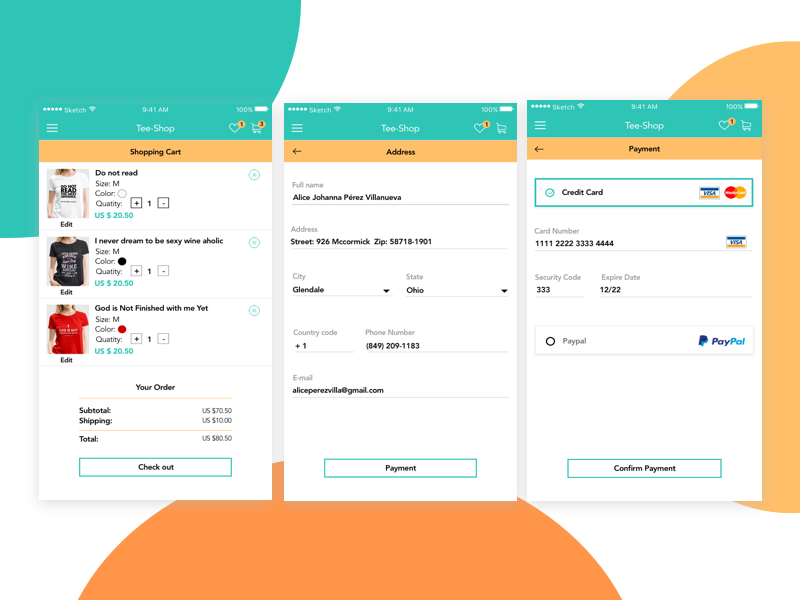 Sketch 9:41 AM 100%
Tee-Shop 1 3
Shopping Cart
Do not read
Size: M
Color:
Quatity: + 1 -
US $ 20.50
Edit
I never dream to be sexy wine aholic
Size: M
Color:
Quatity: + 1 -
US $ 20.50
Edit
God is Not Finished with me Yet
Size: M
Color:
Quatity: + 1 -
US $ 20.50
Edit
Your Order
Subtotal: US $70.50
Shipping: US $10.00
Total: US $80.50
Check out
Sketch 9:41 AM 100%
Tee-Shop 1
Address
Full name
Alice Johanna Pérez Villanueva
Address
Street: 926 Mccormick Zip: 58718-1901
City State
Glendale Ohio
Country code Phone Number
+ 1 (849) 209-1183
E-mail
aliceperezvilla@gmail.com
Payment
Sketch 9:41 AM 100%
Tee-Shop 1
Payment
Credit Card VISA MasterCard
Card Number
1111 2222 3333 4444 VISA
Security Code Expire Date
333 12/22
Paypal PayPal
Confirm Payment